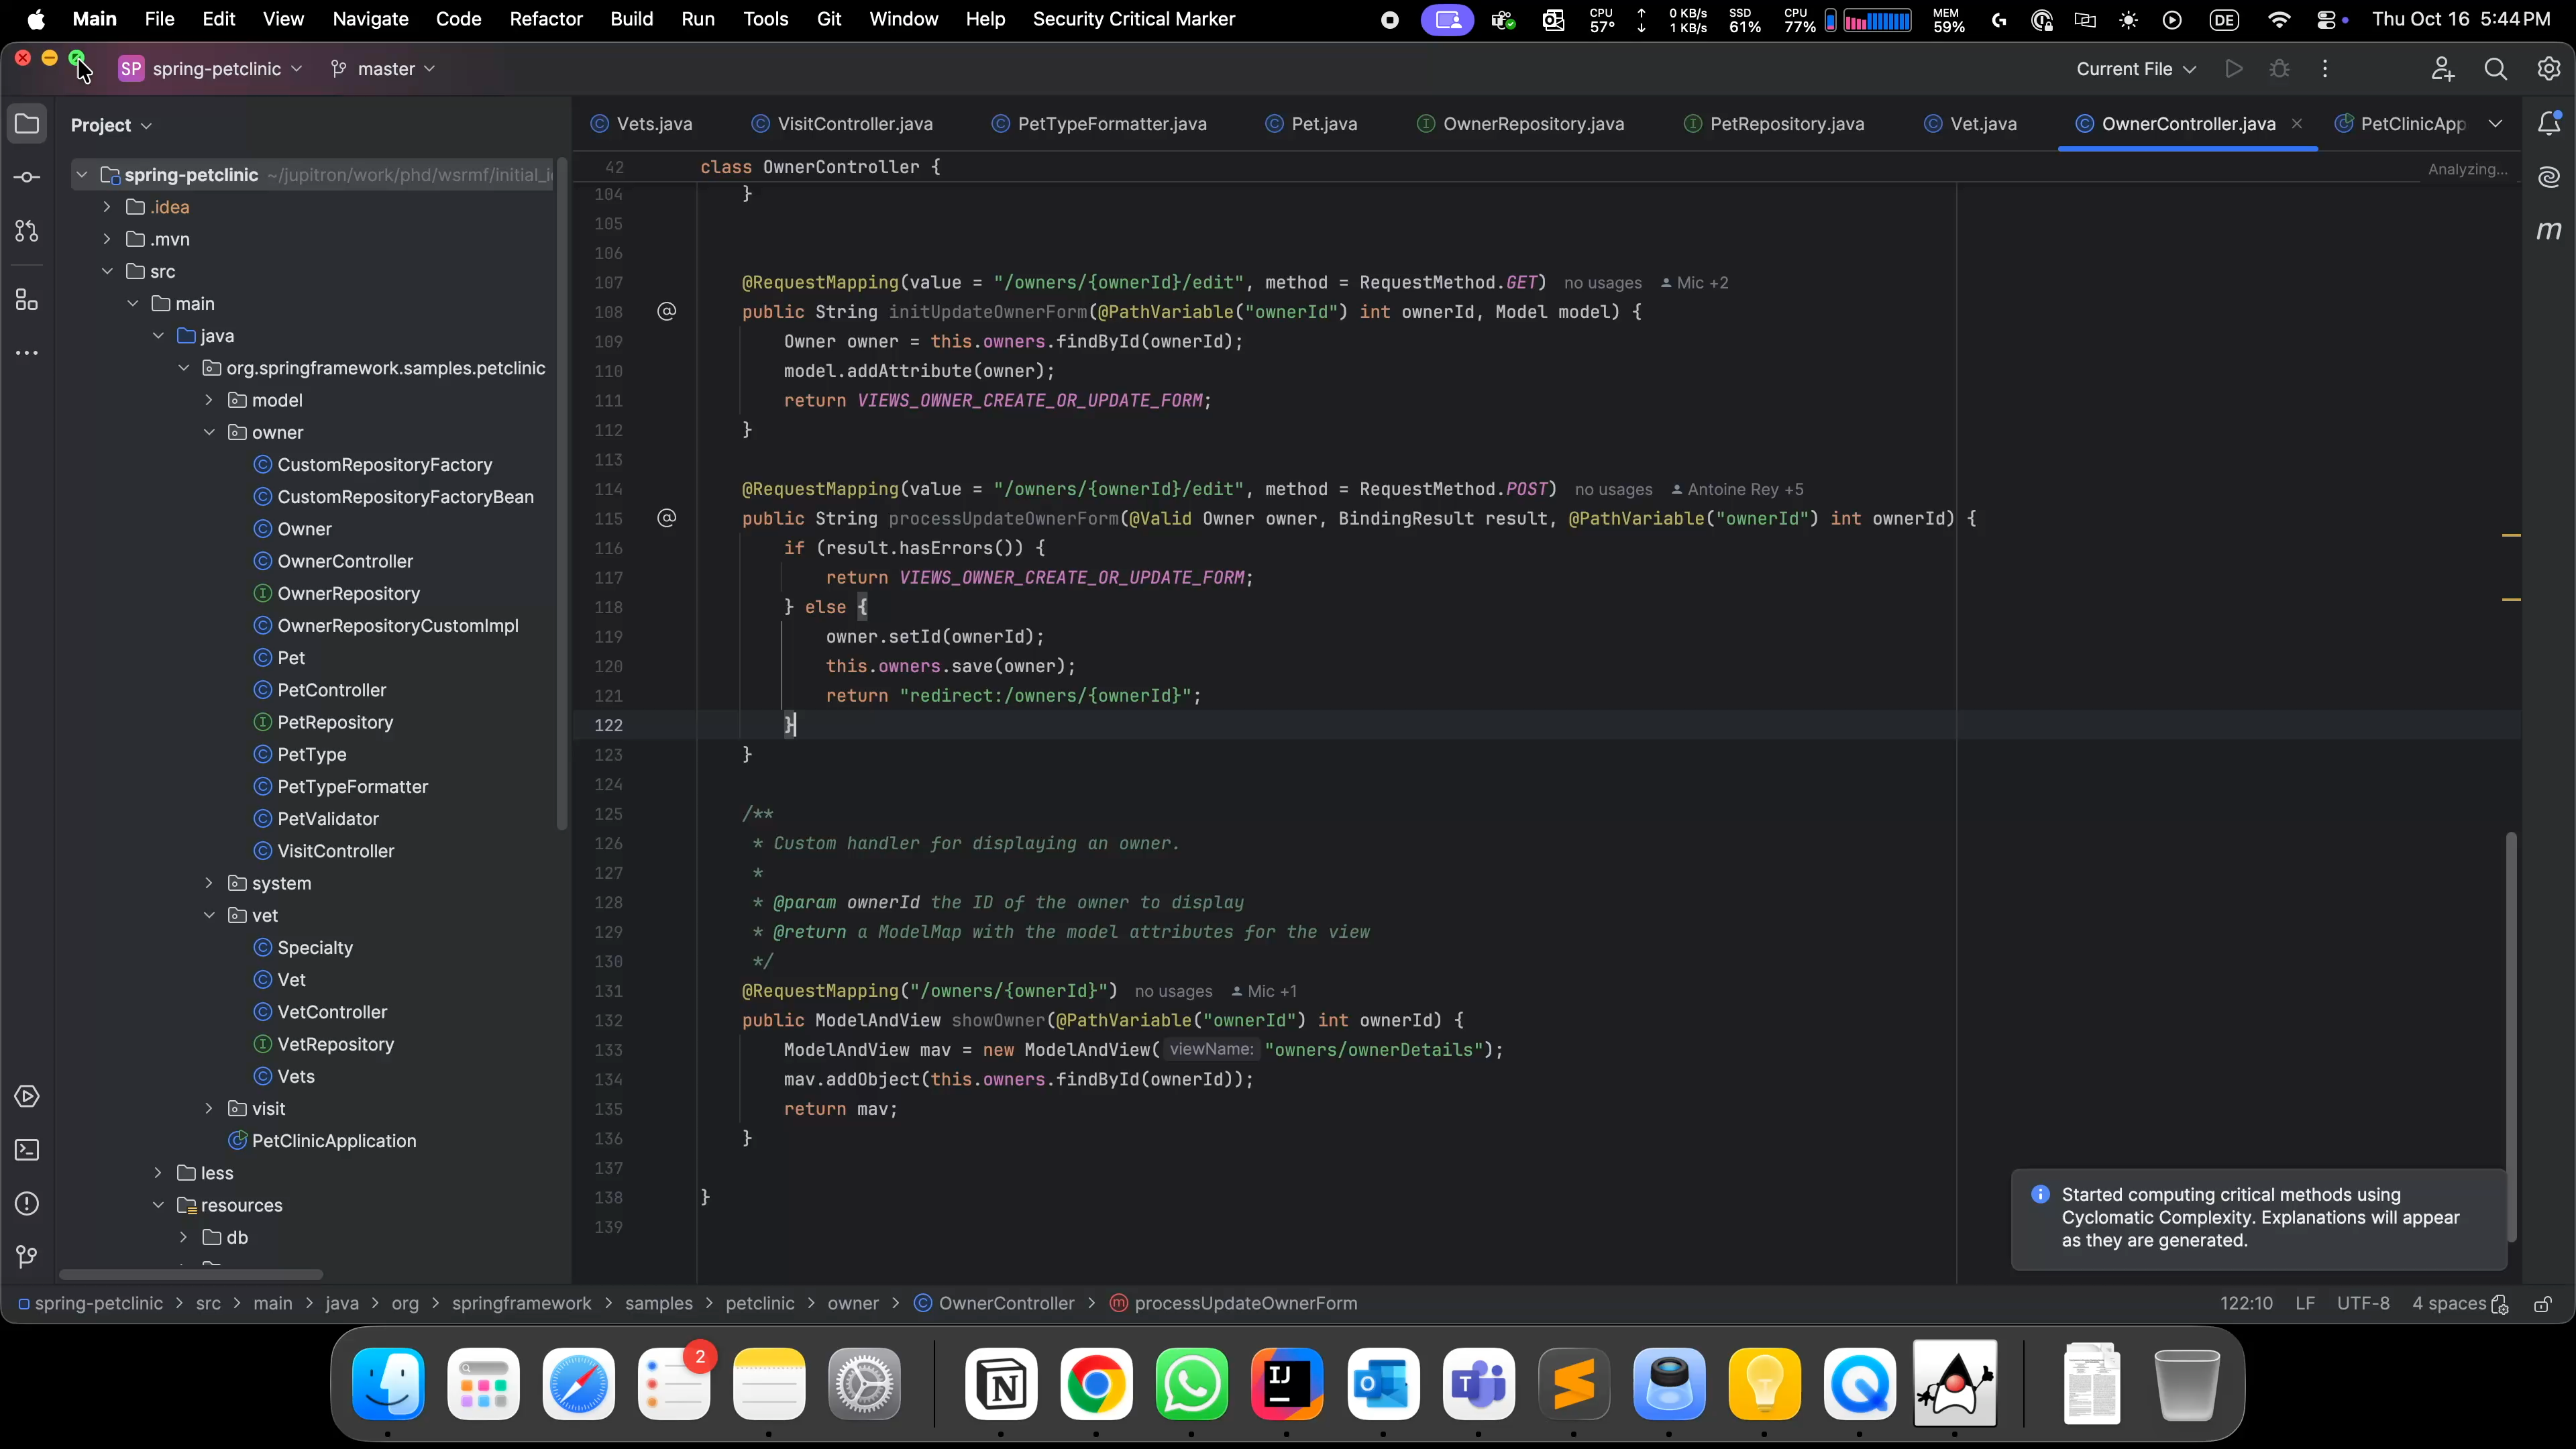 Main File Edit View Navigate Code Refactor Build Run Tools Git Window Help Security Critical Marker CPU 57° 0 KB/s 1 KB/s SSD 61% CPU 77% MEM 59% DE Thu Oct 16 5:44 PM
SP spring-petclinic master Current File
Project
Vets.java VisitController.java PetTypeFormatter.java Pet.java OwnerRepository.java PetRepository.java Vet.java OwnerController.java PetClinicApp
spring-petclinic ~/jupitron/work/phd/wsrmf/initial_i
.idea
.mvn
src
main
java
org.springframework.samples.petclinic
model
owner
CustomRepositoryFactory
CustomRepositoryFactoryBean
Owner
OwnerController
OwnerRepository
OwnerRepositoryCustomImpl
Pet
PetController
PetRepository
PetType
PetTypeFormatter
PetValidator
VisitController
system
vet
Specialty
Vet
VetController
VetRepository
Vets
visit
PetClinicApplication
less
resources
db
42 class OwnerController {
Analyzing...
104 }
105
106
107 @RequestMapping(value = "/owners/{ownerId}/edit", method = RequestMethod.GET) no usages Mic +2
108 @ public String initUpdateOwnerForm(@PathVariable("ownerId") int ownerId, Model model) {
109 Owner owner = this.owners.findById(ownerId);
110 model.addAttribute(owner);
111 return VIEWS_OWNER_CREATE_OR_UPDATE_FORM;
112 }
113
114 @RequestMapping(value = "/owners/{ownerId}/edit", method = RequestMethod.POST) no usages Antoine Rey +5
115 @ public String processUpdateOwnerForm(@Valid Owner owner, BindingResult result, @PathVariable("ownerId") int ownerId) {
116 if (result.hasErrors()) {
117 return VIEWS_OWNER_CREATE_OR_UPDATE_FORM;
118 } else {
119 owner.setId(ownerId);
120 this.owners.save(owner);
121 return "redirect:/owners/{ownerId}";
122 }
123 }
124
125 /**
126 * Custom handler for displaying an owner.
127 *
128 * @param ownerId the ID of the owner to display
129 * @return a ModelMap with the model attributes for the view
130 */
131 @RequestMapping("/owners/{ownerId}") no usages Mic +1
132 public ModelAndView showOwner(@PathVariable("ownerId") int ownerId) {
133 ModelAndView mav = new ModelAndView( viewName: "owners/ownerDetails");
134 mav.addObject(this.owners.findById(ownerId));
135 return mav;
136 }
137
138 }
139
m
Started computing critical methods using
Cyclomatic Complexity. Explanations will appear
as they are generated.
spring-petclinic > src > main > java > org > springframework > samples > petclinic > owner > OwnerController > processUpdateOwnerForm 122:10 LF UTF-8 4 spaces
2
IJ